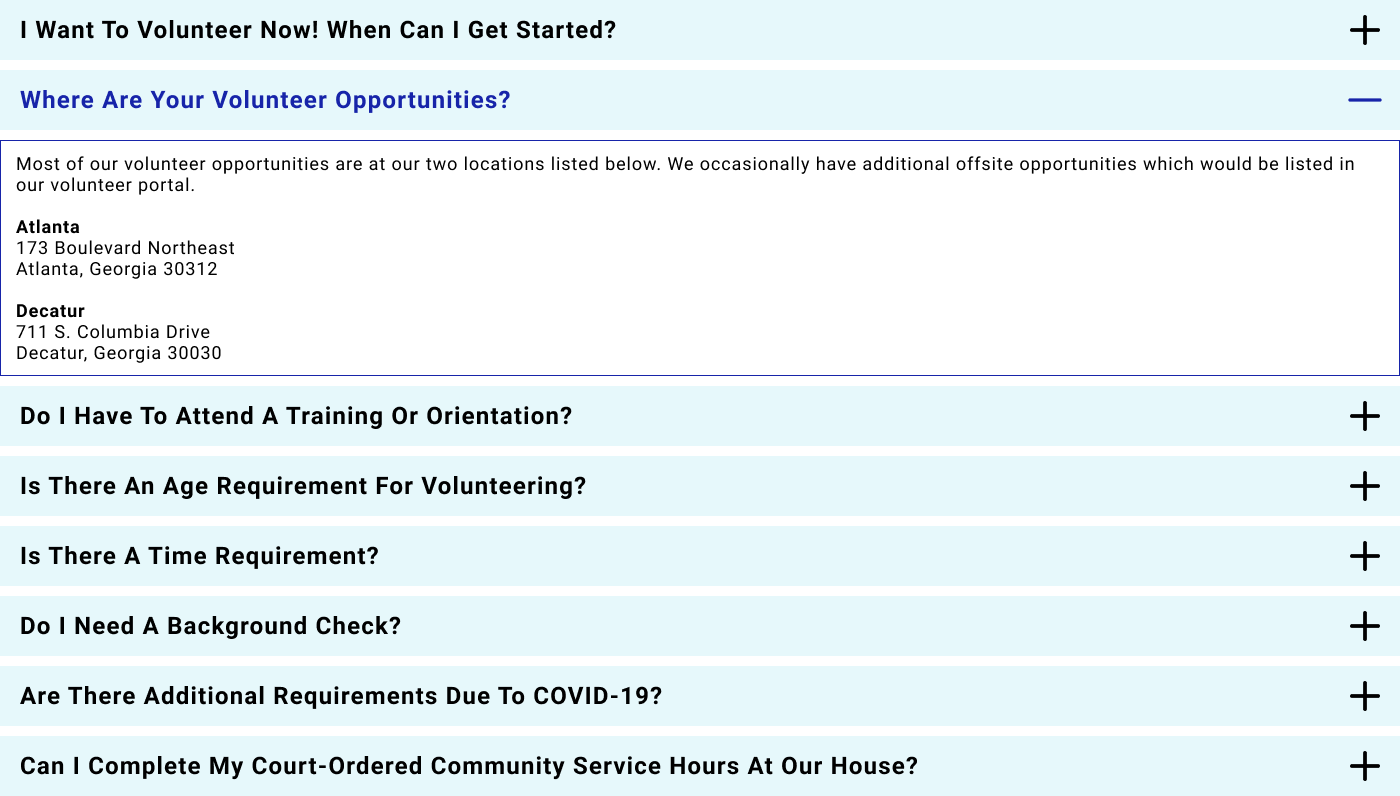 I Want To Volunteer Now! When Can I Get Started?
Where Are Your Volunteer Opportunities?
Most of our volunteer opportunities are at our two locations listed below. We occasionally have additional offsite opportunities which would be listed in
our volunteer portal.
Atlanta
173 Boulevard Northeast
Atlanta, Georgia 30312
Decatur
711 S. Columbia Drive
Decatur, Georgia 30030
Do I Have To Attend A Training Or Orientation?
Is There An Age Requirement For Volunteering?
Is There A Time Requirement?
Do I Need A Background Check?
Are There Additional Requirements Due To COVID-19?
Can I Complete My Court-Ordered Community Service Hours At Our House?